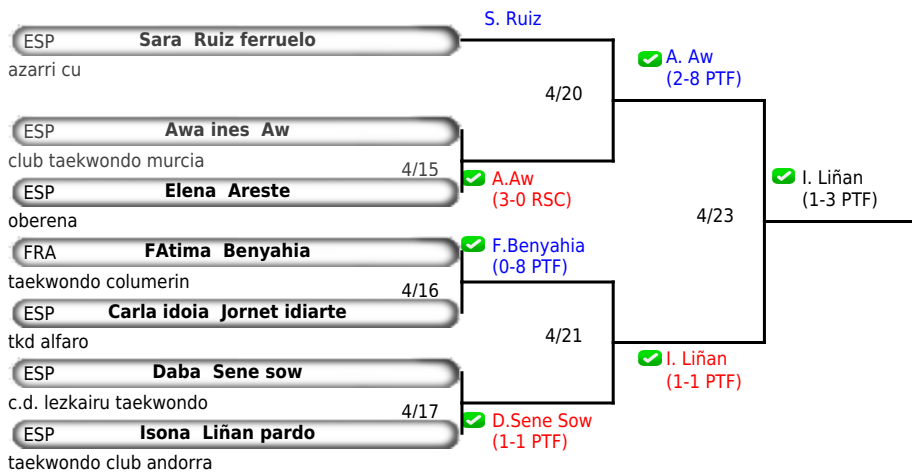 S. Ruiz
ESP Sara Ruiz ferruelo
azarri cu
A. Aw
(2-8 PTF)
4/20
ESP Awa ines Aw
club taekwondo murcia
4/15
ESP Elena Areste
oberena
A.Aw
(3-0 RSC)
I. Liñan
(1-3 PTF)
4/23
FRA FAtima Benyahia
taekwondo columerin
F.Benyahia
(0-8 PTF)
4/16
ESP Carla idoia Jornet idiarte
tkd alfaro
4/21
I. Liñan
(1-1 PTF)
ESP Daba Sene sow
c.d. lezkairu taekwondo
4/17
ESP Isona Liñan pardo
taekwondo club andorra
D.Sene Sow
(1-1 PTF)